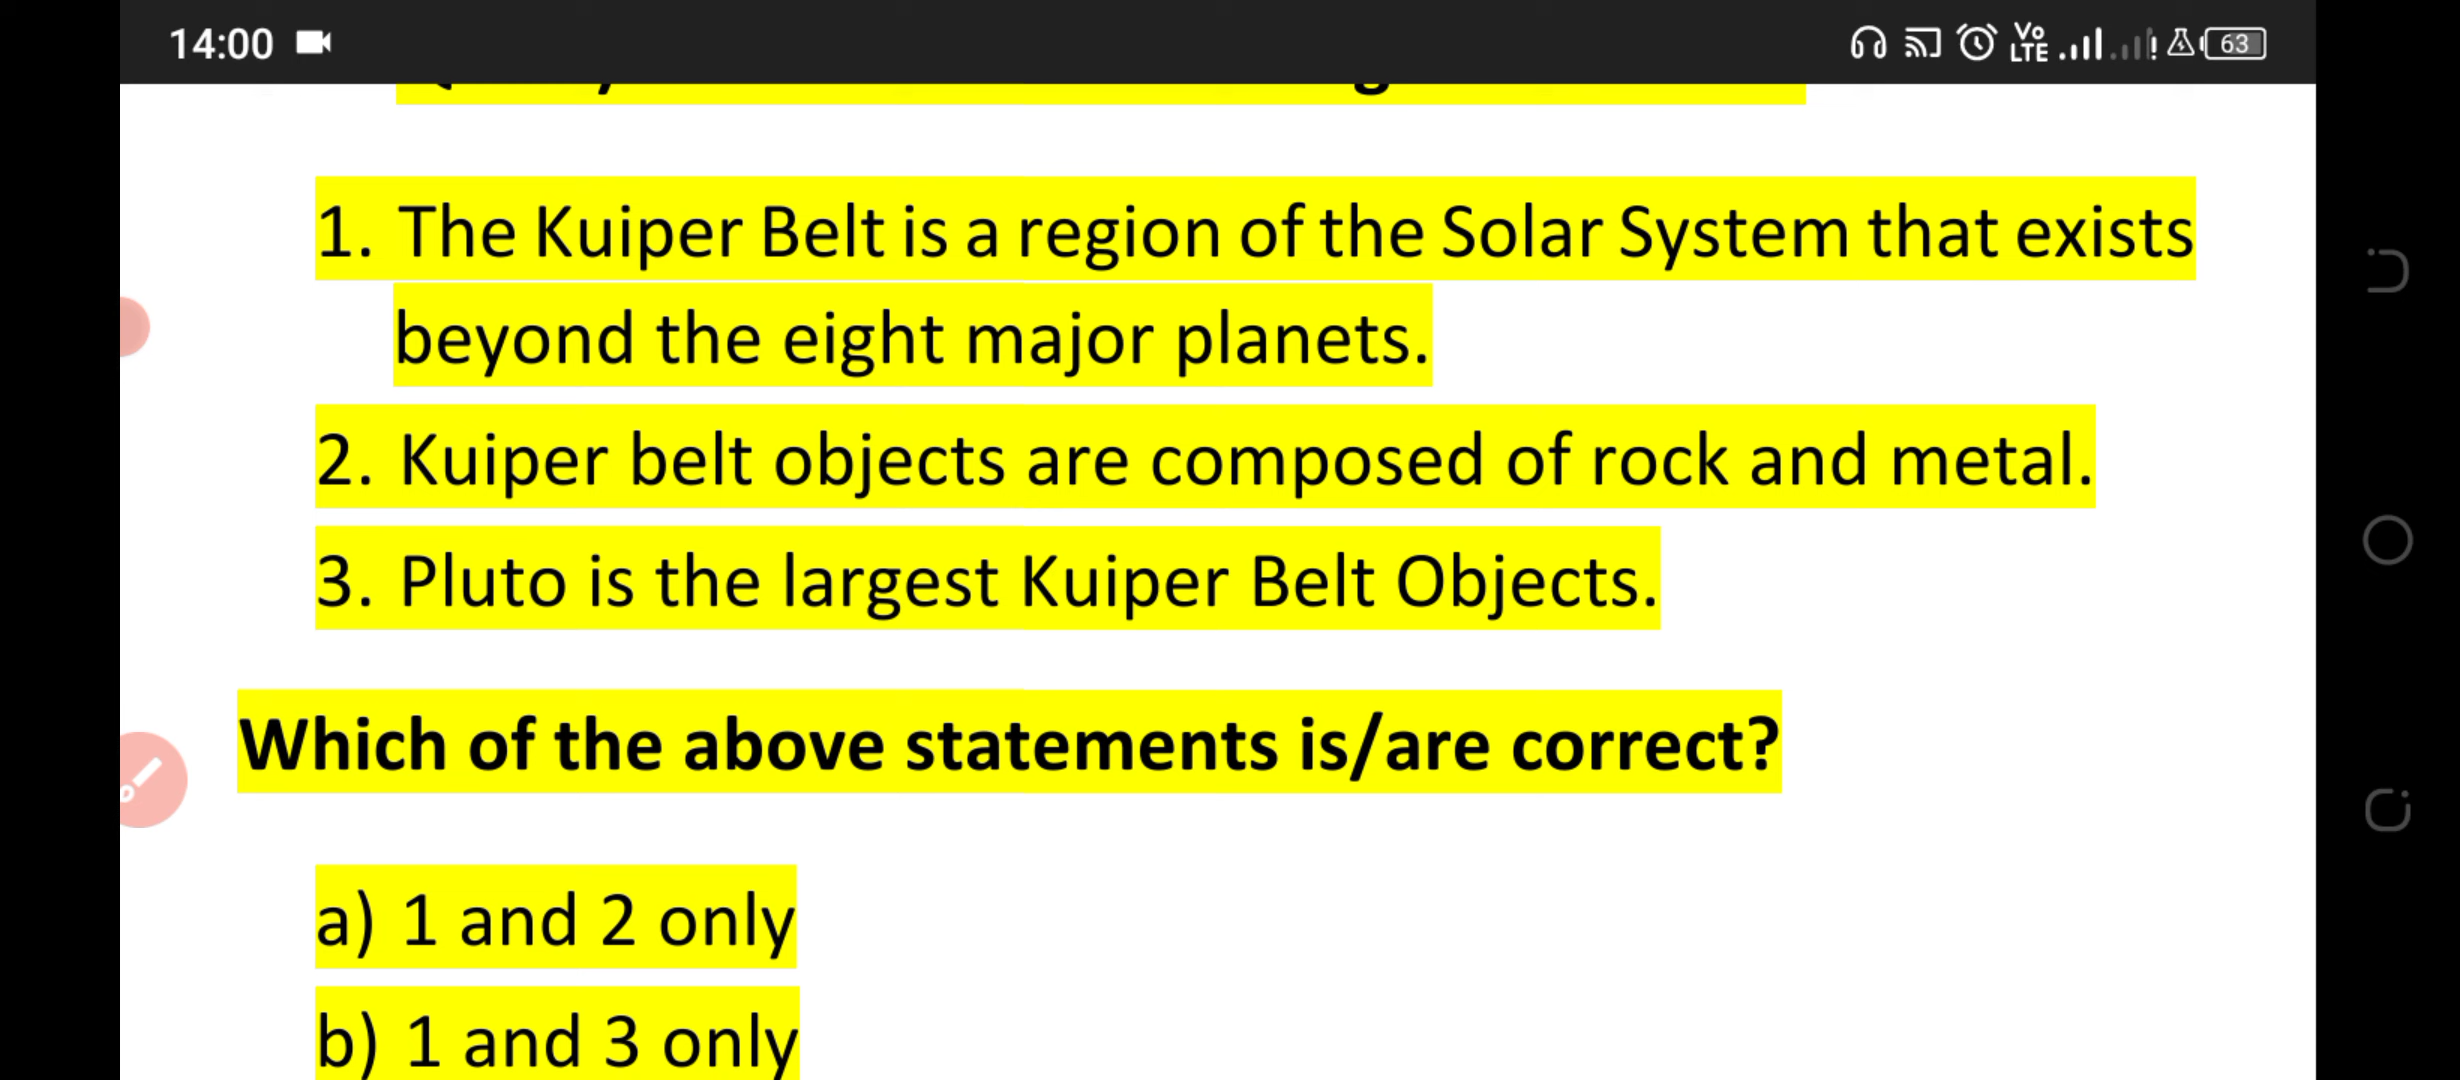 14:00 Vo LTE 63
1. The Kuiper Belt is a region of the Solar System that exists
beyond the eight major planets.
2. Kuiper belt objects are composed of rock and metal.
3. Pluto is the largest Kuiper Belt Objects.
Which of the above statements is/are correct?
a) 1 and 2 only
b) 1 and 3 only